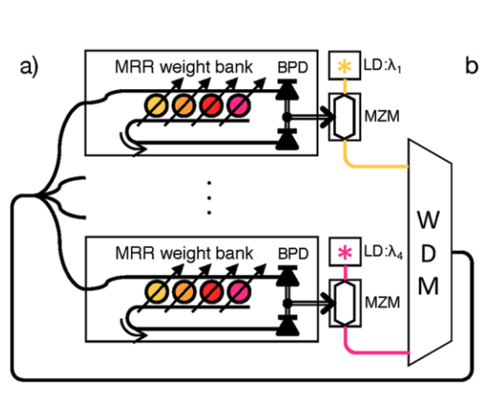 a)
b)
MRR weight bank
BPD
LD:λ₁
MZM
W
D
M
MRR weight bank
BPD
LD:λ₄
MZM